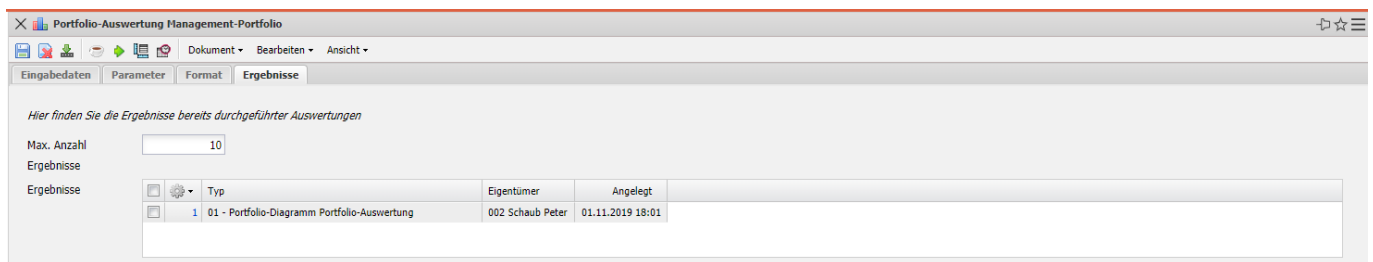 Portfolio-Auswertung Management-Portfolio
Dokument Bearbeiten Ansicht
Eingabedaten Parameter Format Ergebnisse
Hier finden Sie die Ergebnisse bereits durchgeführter Auswertungen
Max. Anzahl 10
Ergebnisse
Ergebnisse Typ Eigentümer Angelegt
1 01 - Portfolio-Diagramm Portfolio-Auswertung 002 Schaub Peter 01.11.2019 18:01